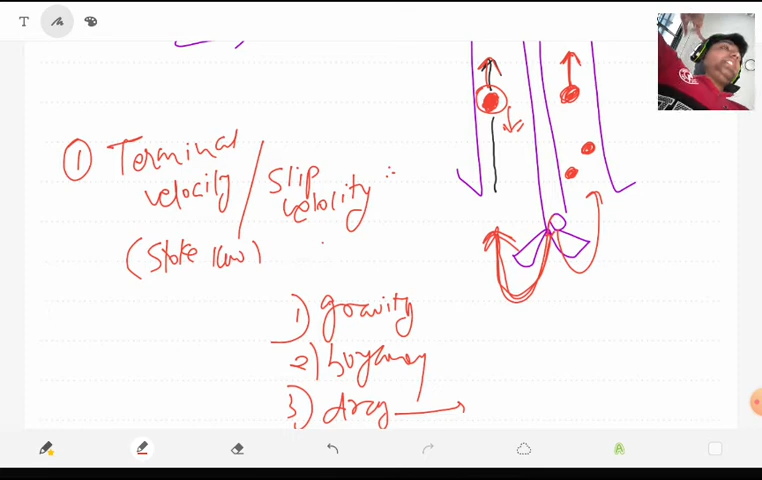 ① Terminal
velocity / Slip velocity :-
(Stoke law)
1) gravity
2) buoyancy
3) drag →
T
A